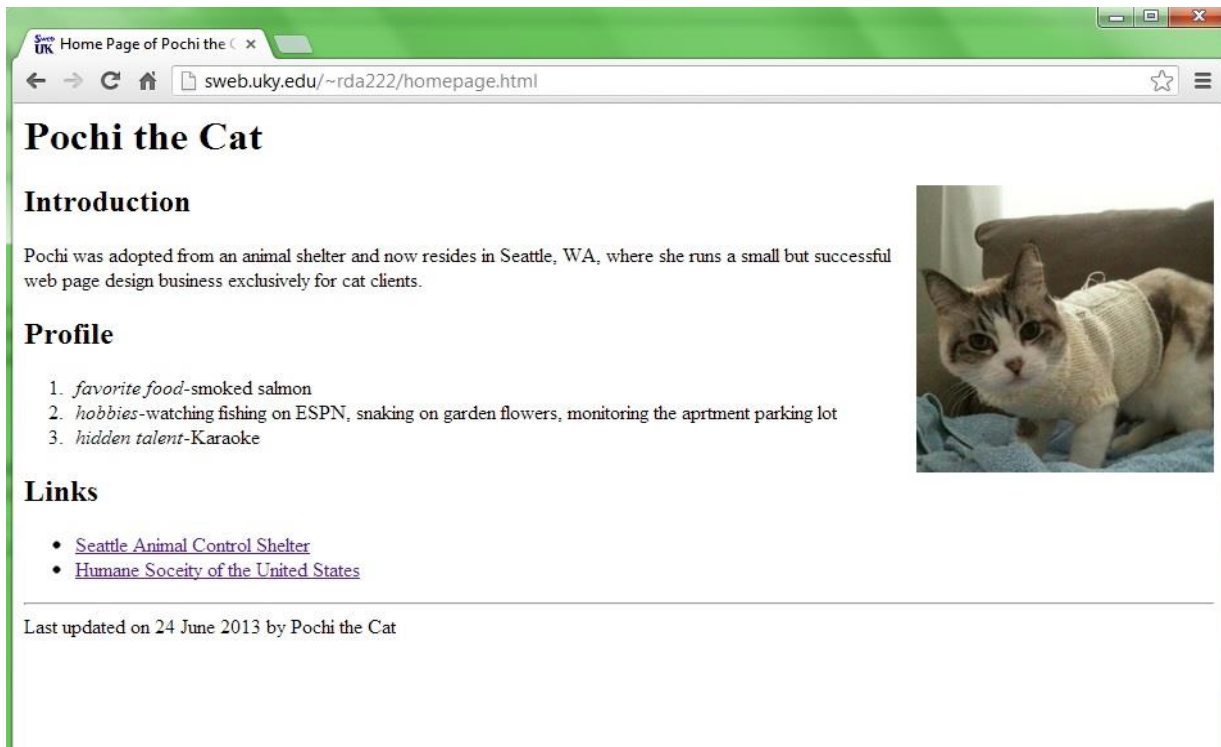 Sweb
UK Home Page of Pochi the C
sweb.uky.edu/~rda222/homepage.html
Pochi the Cat
Introduction
Pochi was adopted from an animal shelter and now resides in Seattle, WA, where she runs a small but successful
web page design business exclusively for cat clients.
Profile
1. favorite food-smoked salmon
2. hobbies-watching fishing on ESPN, snaking on garden flowers, monitoring the aprtment parking lot
3. hidden talent-Karaoke
Links
• Seattle Animal Control Shelter
• Humane Soceity of the United States
Last updated on 24 June 2013 by Pochi the Cat